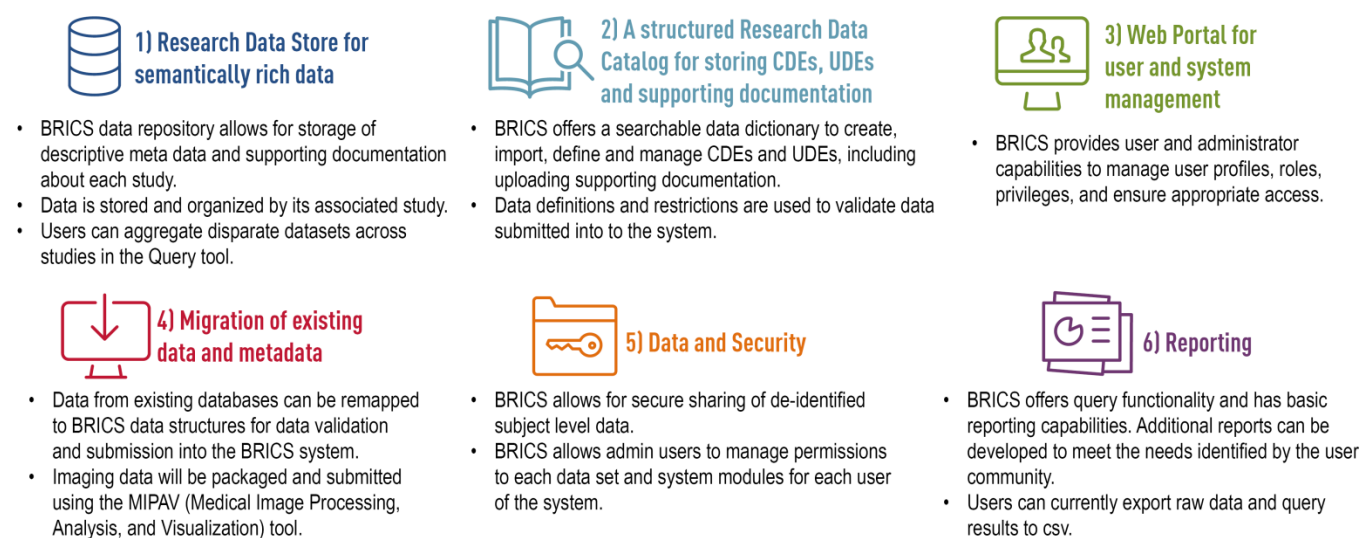 1) Research Data Store for
semantically rich data
• BRICS data repository allows for storage of
descriptive meta data and supporting documentation
about each study.
• Data is stored and organized by its associated study.
• Users can aggregate disparate datasets across
studies in the Query tool.
2) A structured Research Data
Catalog for storing CDEs, UDEs
and supporting documentation
• BRICS offers a searchable data dictionary to create,
import, define and manage CDEs and UDEs, including
uploading supporting documentation.
• Data definitions and restrictions are used to validate data
submitted into to the system.
3) Web Portal for
user and system
management
• BRICS provides user and administrator
capabilities to manage user profiles, roles,
privileges, and ensure appropriate access.
4) Migration of existing
data and metadata
• Data from existing databases can be remapped
to BRICS data structures for data validation
and submission into the BRICS system.
• Imaging data will be packaged and submitted
using the MIPAV (Medical Image Processing,
Analysis, and Visualization) tool.
5) Data and Security
• BRICS allows for secure sharing of de-identified
subject level data.
• BRICS allows admin users to manage permissions
to each data set and system modules for each user
of the system.
6) Reporting
• BRICS offers query functionality and has basic
reporting capabilities. Additional reports can be
developed to meet the needs identified by the user
community.
• Users can currently export raw data and query
results to csv.